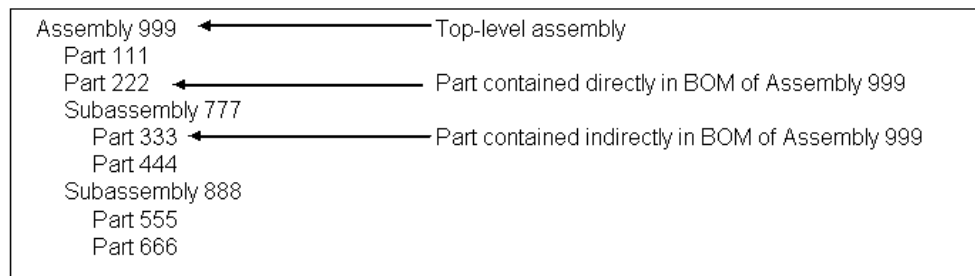 Assembly 999 Top-level assembly
Part 111
Part 222 Part contained directly in BOM of Assembly 999
Subassembly 777
Part 333 Part contained indirectly in BOM of Assembly 999
Part 444
Subassembly 888
Part 555
Part 666